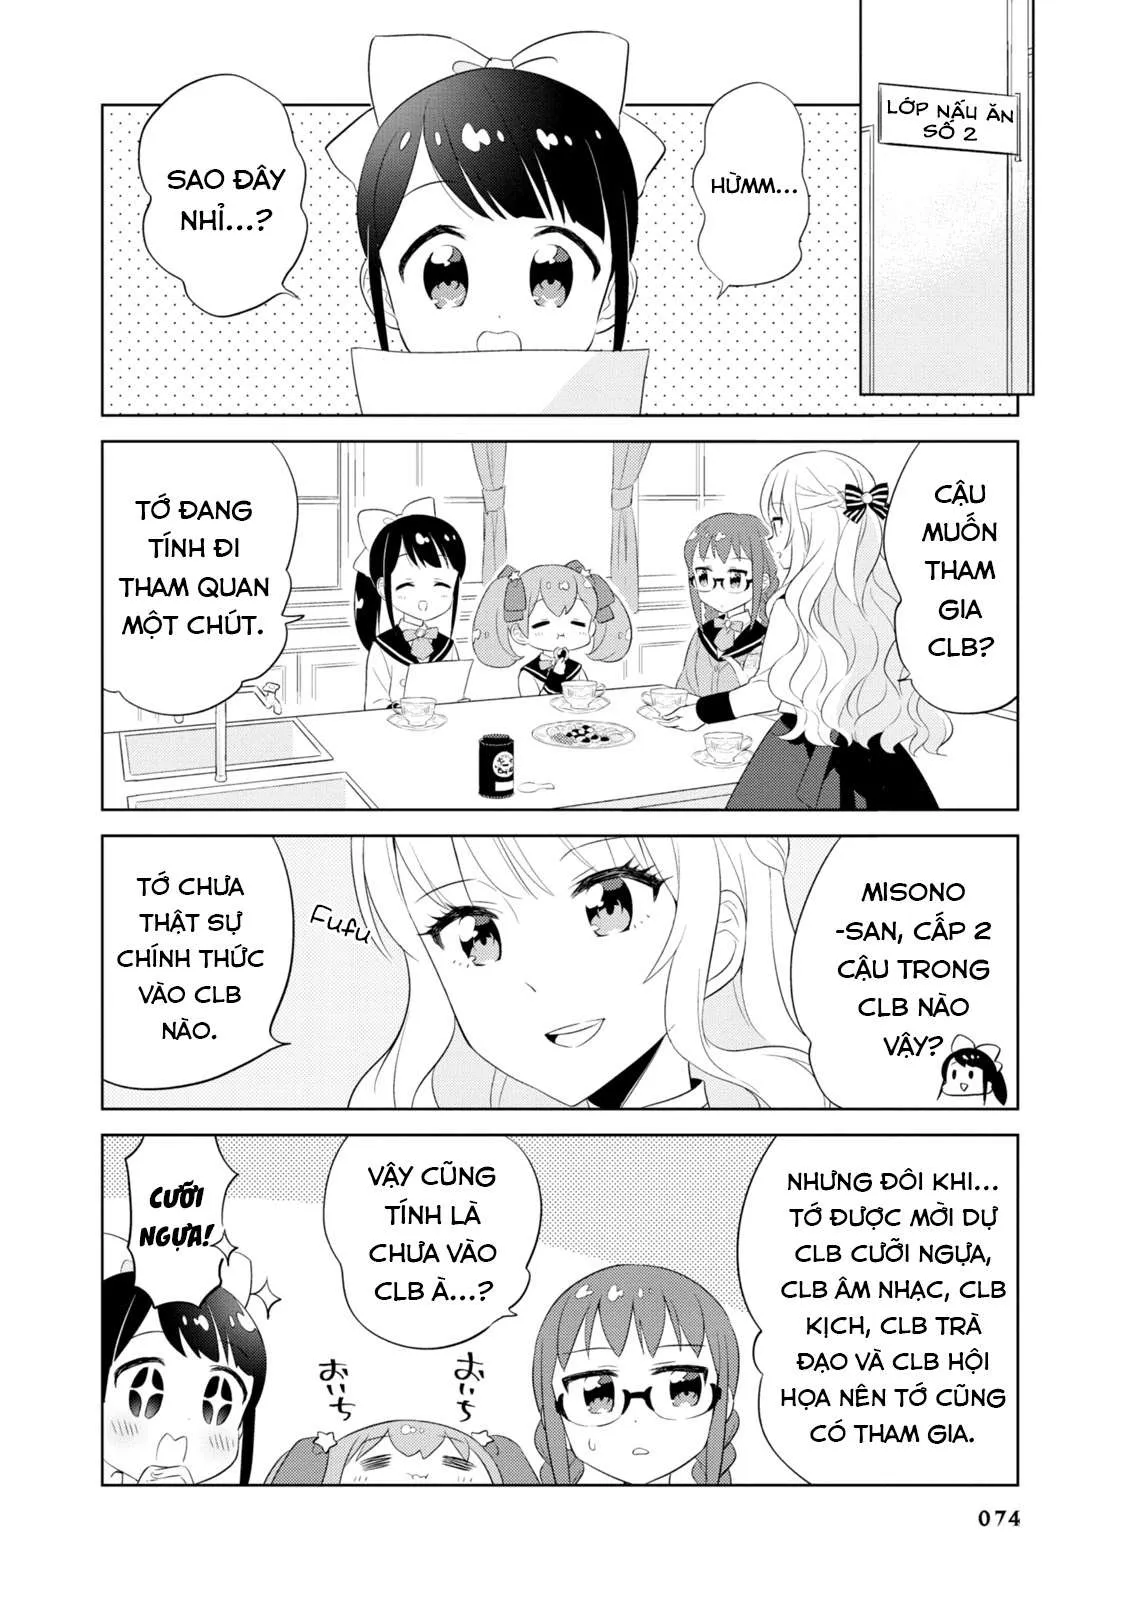 LỚP NẤU ĂN
SỐ 2
HỪMM...
SAO ĐÂY
NHỈ...?
CẬU
MUỐN
THAM
GIA
CLB?
TỚ ĐANG
TÍNH ĐI
THAM QUAN
MỘT CHÚT.
MISONO
-SAN, CẤP 2
CẬU TRONG
CLB NÀO
VẬY?
Fufu
TỚ CHƯA
THẬT SỰ
CHÍNH THỨC
VÀO CLB
NÀO.
NHƯNG ĐÔI KHI...
TỚ ĐƯỢC MỜI DỰ
CLB CƯỠI NGỰA,
CLB ÂM NHẠC, CLB
KỊCH, CLB TRÀ
ĐẠO VÀ CLB HỘI
HỌA NÊN TỚ CŨNG
CÓ THAM GIA.
VẬY CŨNG
TÍNH LÀ
CHƯA VÀO
CLB À...?
おいち
おいち
CƯỠI
NGỰA!
074